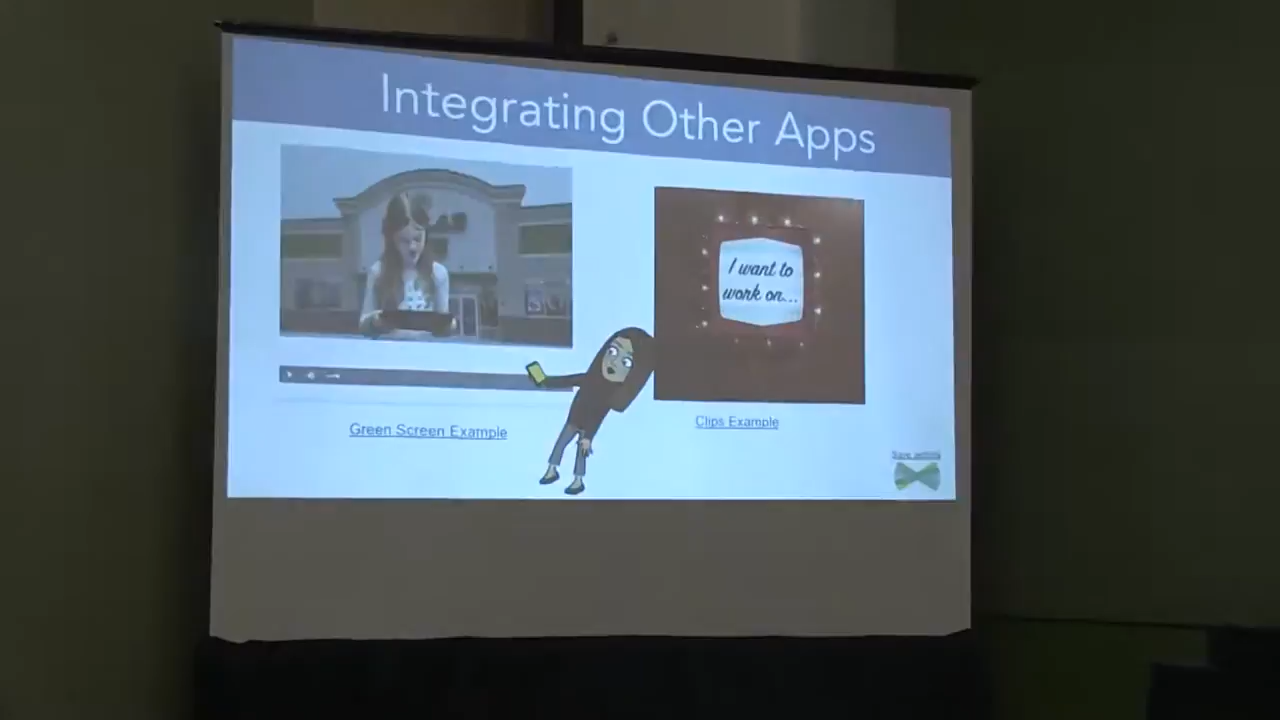 Integrating Other Apps
I want to
work on...
Green Screen Example
Clips Example